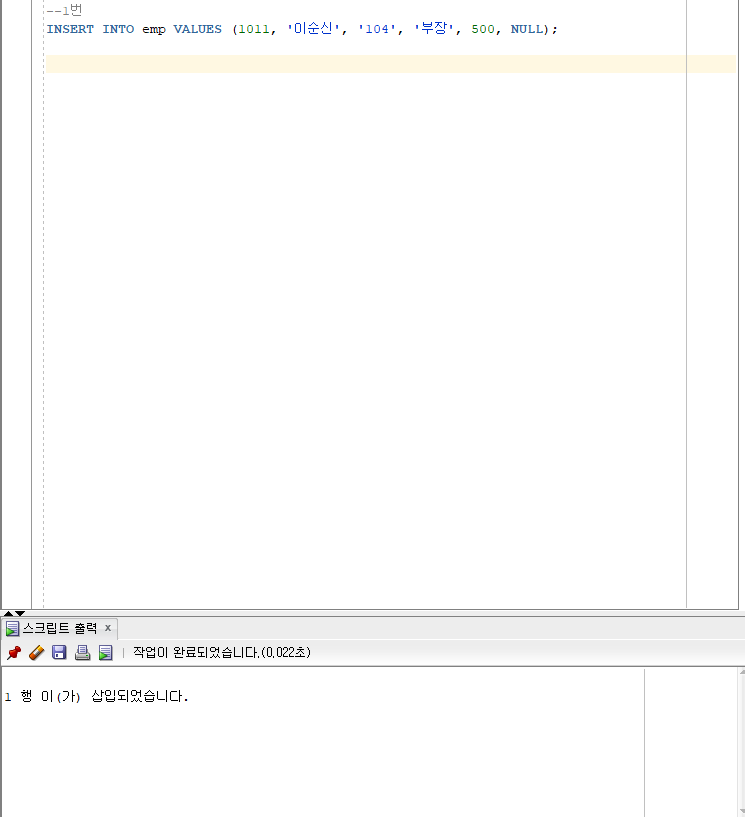 --1번
INSERT INTO emp VALUES (1011, '이순신', '104', '부장', 500, NULL);
스크립트 출력 x
작업이 완료되었습니다.(0.022초)
1 행 이(가) 삽입되었습니다.